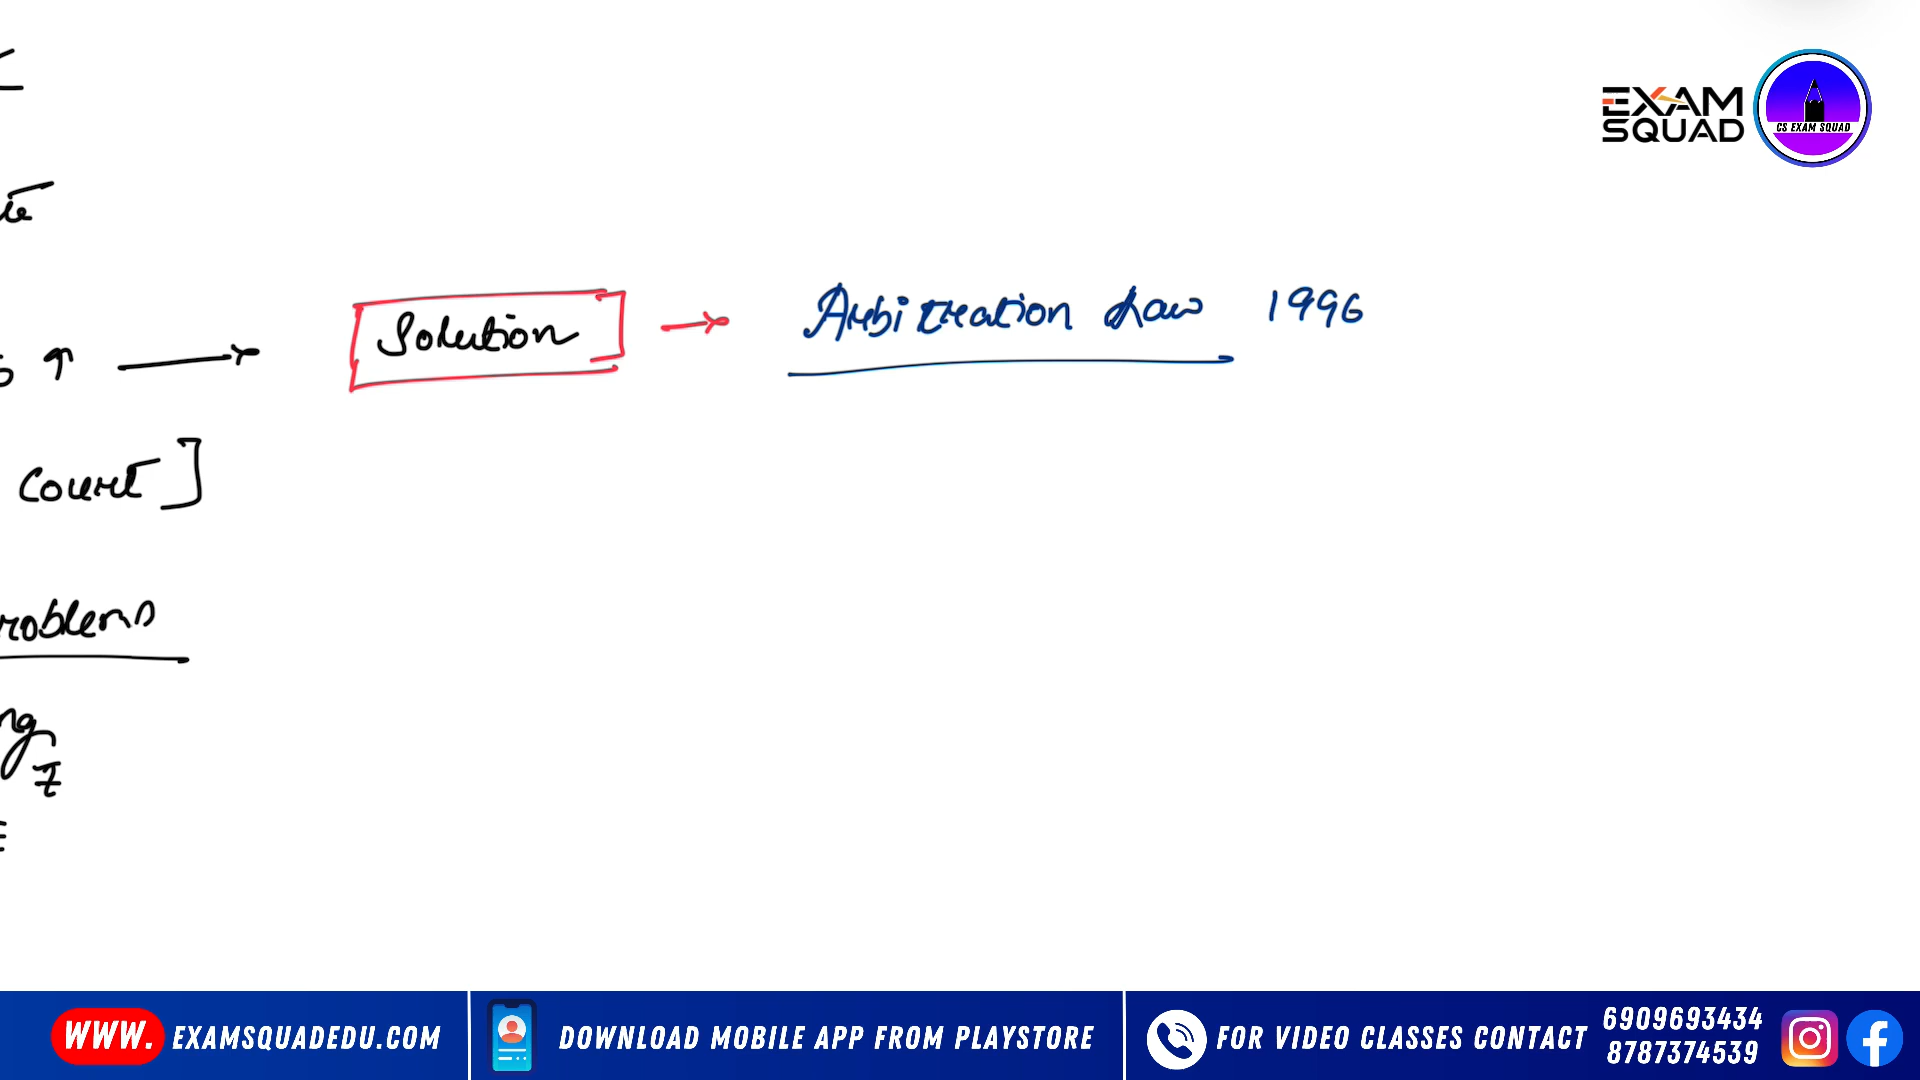 EXAM
SQUAD
CS EXAM SQUAD
Solution → Arbitration Law 1996
↑ →
Court]
roblems
ng
WWW. EXAMSQUADEDU.COM
DOWNLOAD MOBILE APP FROM PLAYSTORE
FOR VIDEO CLASSES CONTACT
6909693434
8787374539